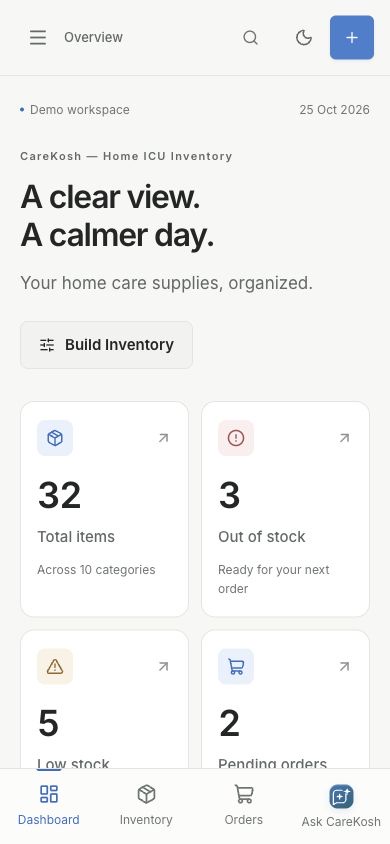 Overview
Demo workspace
25 Oct 2026
CareKosh — Home ICU Inventory
A clear view.
A calmer day.
Your home care supplies, organized.
Build Inventory
32
Total items
Across 10 categories
3
Out of stock
Ready for your next
order
5
Low stock
2
Pending orders
Dashboard
Inventory
Orders
Ask CareKosh